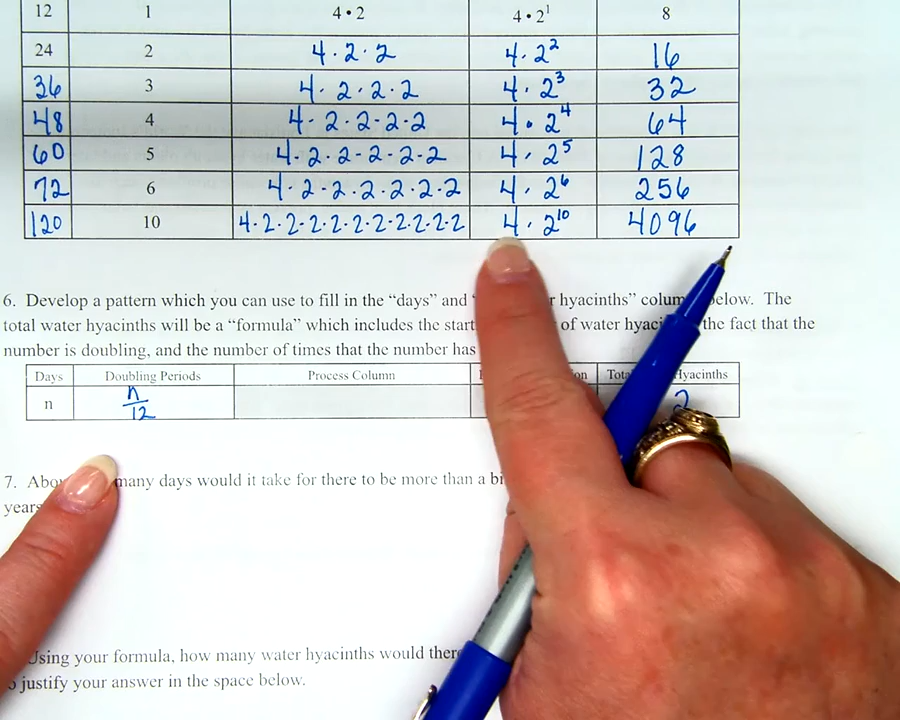 12 1 4 • 2 4 • 2¹ 8
24 2 4 · 2 · 2 4 · 2² 16
36 3 4 · 2 · 2 · 2 4 · 2³ 32
48 4 4 · 2 · 2 · 2 · 2 4 · 2⁴ 64
60 5 4 · 2 · 2 · 2 · 2 · 2 4 · 2⁵ 128
72 6 4 · 2 · 2 · 2 · 2 · 2 · 2 4 · 2⁶ 256
120 10 4 · 2 · 2 · 2 · 2 · 2 · 2 · 2 · 2 · 2 · 2 4 · 2¹⁰ 4096
6. Develop a pattern which you can use to fill in the “days” and hyacinths” colum below. The
total water hyacinths will be a “formula” which includes the start of water hyaci the fact that the
number is doubling, and the number of times that the number has
Days Doubling Periods Process Column on Tota Hyacinths
n n/12 2
7. Abo many days would it take for there to be more than a bi
years
Using your formula, how many water hyacinths would ther
o justify your answer in the space below.